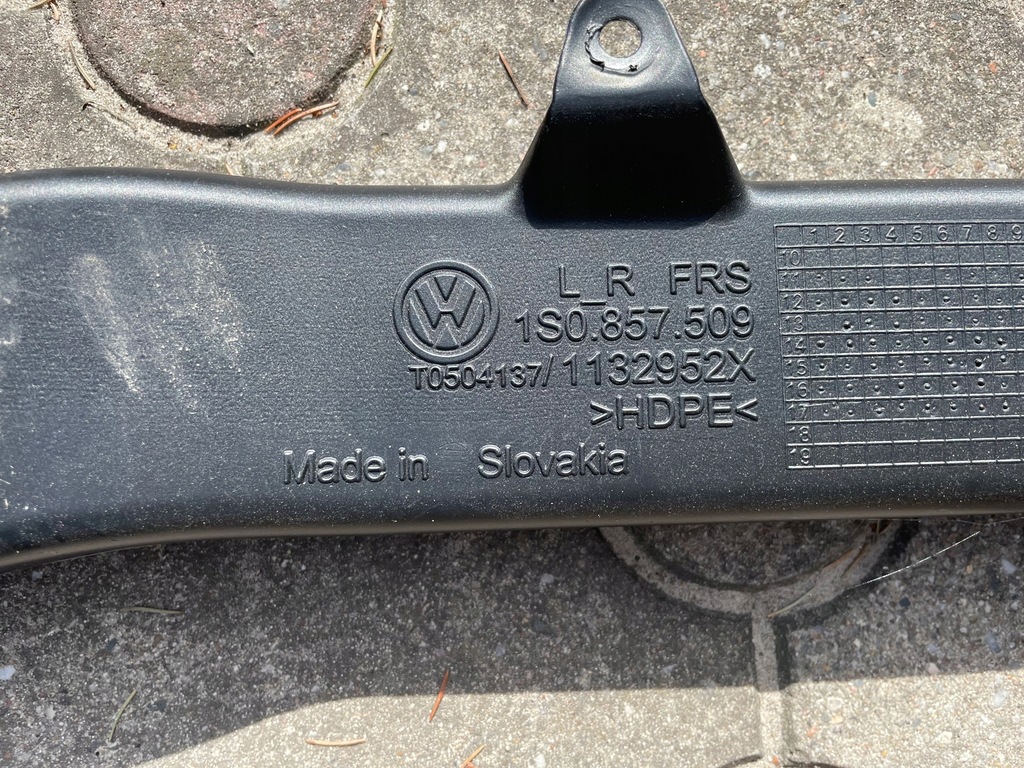 L_R FRS
1S0.857.509
T0504137/1132952X
>HDPE<
Made in Slovakia
1 2 3 4 5 6 7 8 9
10
11
12
13
14
15
16
17
18
19